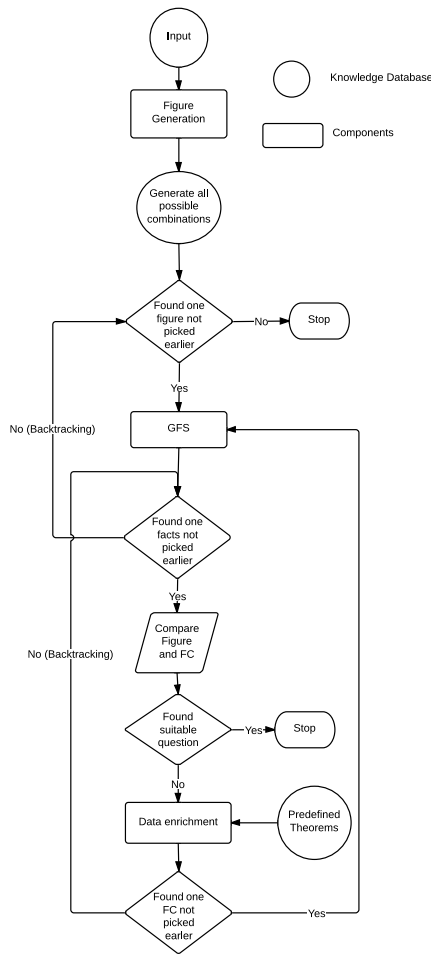 Input
Knowledge Database
Figure
Generation
Components
Generate all
possible
combinations
Found one
figure not
picked
earlier
No
Stop
Yes
No (Backtracking)
GFS
Found one
facts not
picked
earlier
Yes
Compare
Figure
and FC
No (Backtracking)
Found
suitable
question
Yes
Stop
No
Data enrichment
Predefined
Theorems
Found one
FC not
picked
earlier
Yes